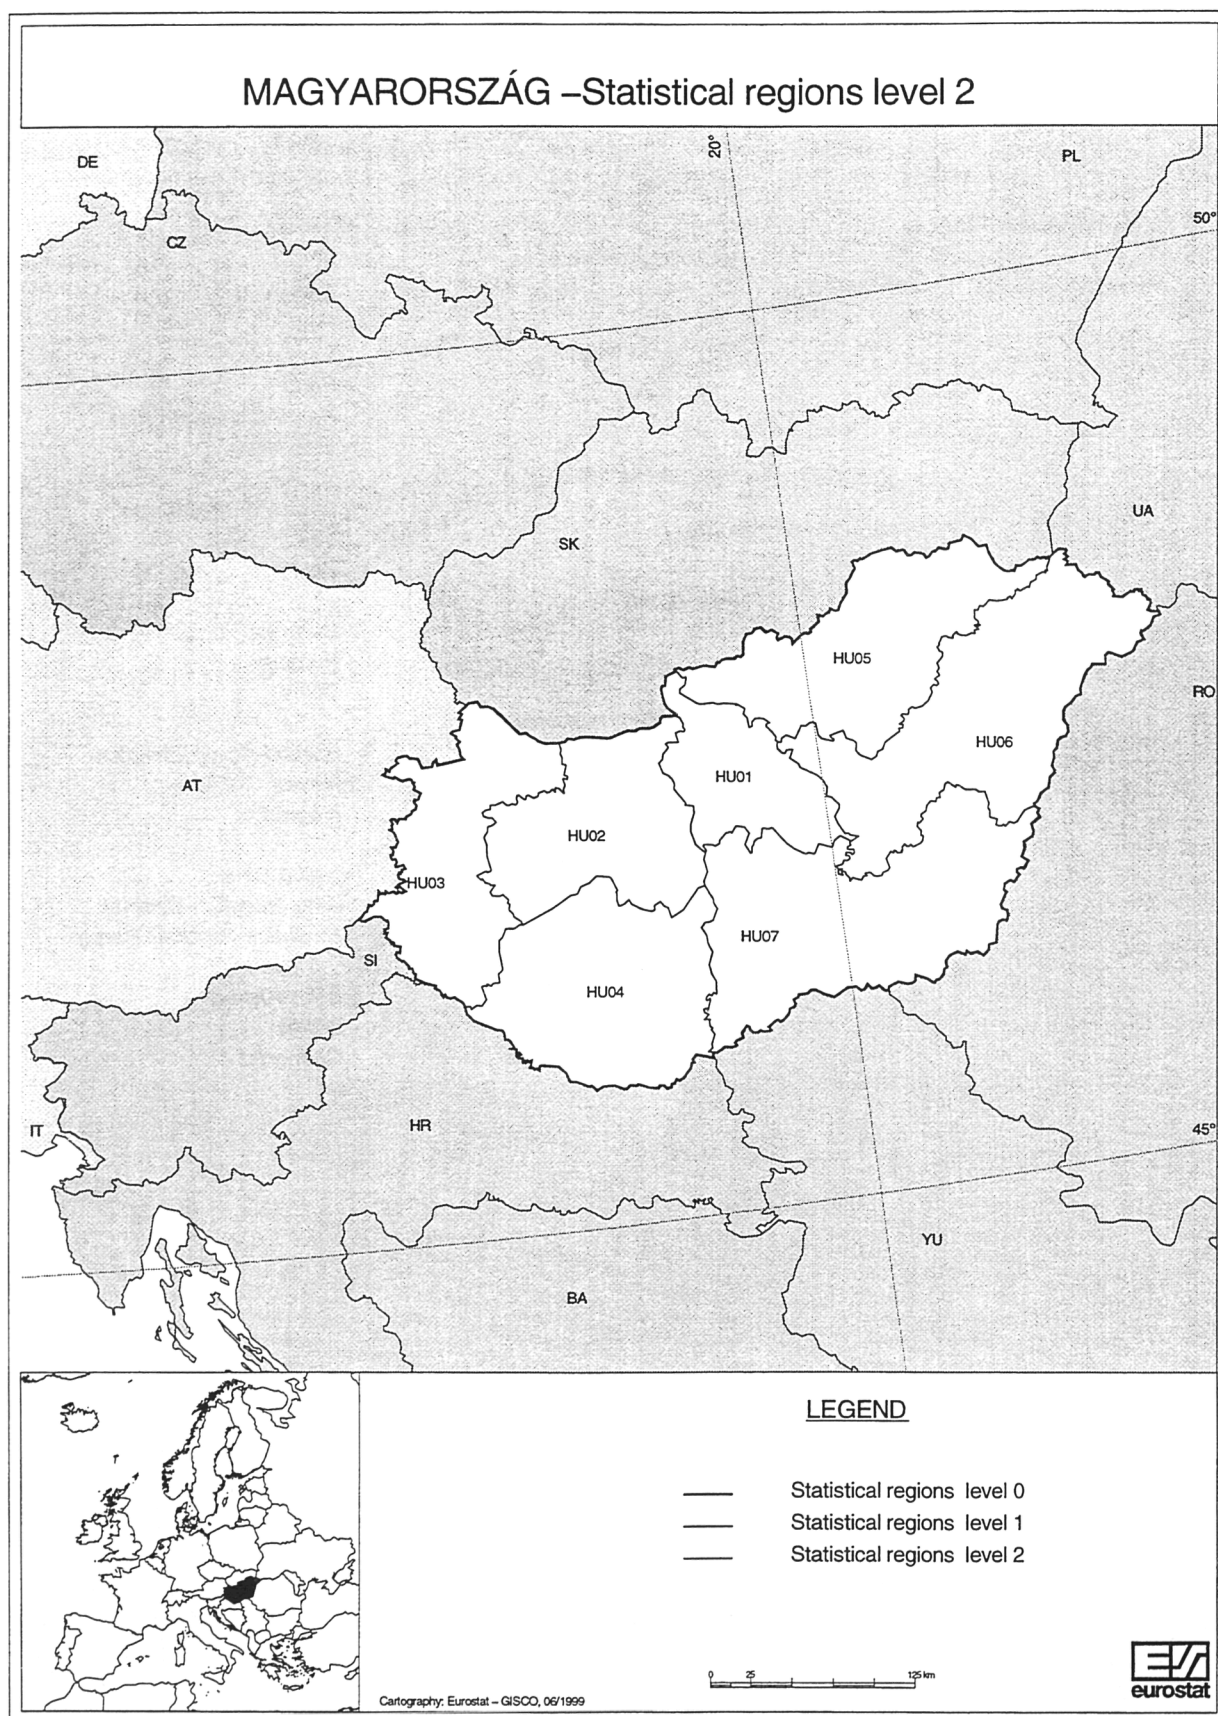 MAGYARORSZÁG –Statistical regions level 2
DE
20°
PL
50°
CZ
UA
SK
HU05
RO
HU06
HU01
AT
HU02
HU03
HU07
SI
HU04
HR
45°
IT
YU
BA
LEGEND
Statistical regions level 0
Statistical regions level 1
Statistical regions level 2
0 25 125 km
Cartography: Eurostat – GISCO, 06/1999
eurostat